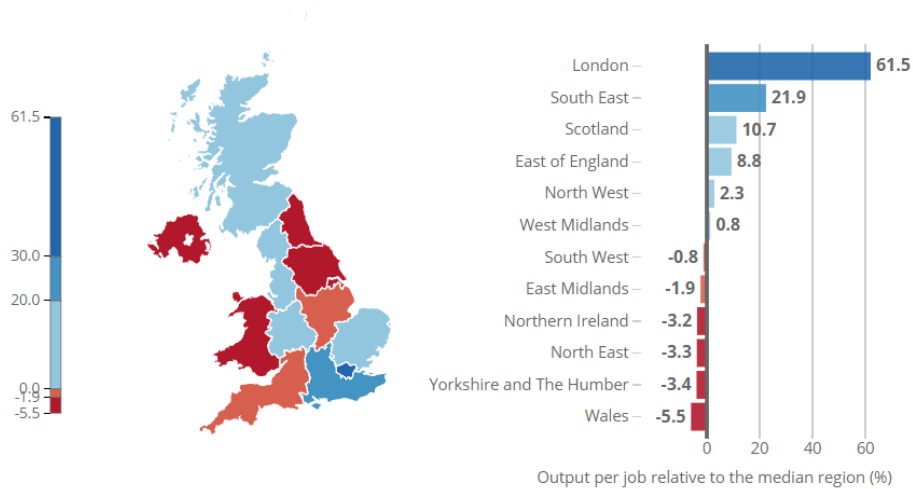 61.5
30.0
20.0
0.0
-1.9
-5.5
London 61.5
South East 21.9
Scotland 10.7
East of England 8.8
North West 2.3
West Midlands 0.8
South West -0.8
East Midlands -1.9
Northern Ireland -3.2
North East -3.3
Yorkshire and The Humber -3.4
Wales -5.5
0 20 40 60
Output per job relative to the median region (%)